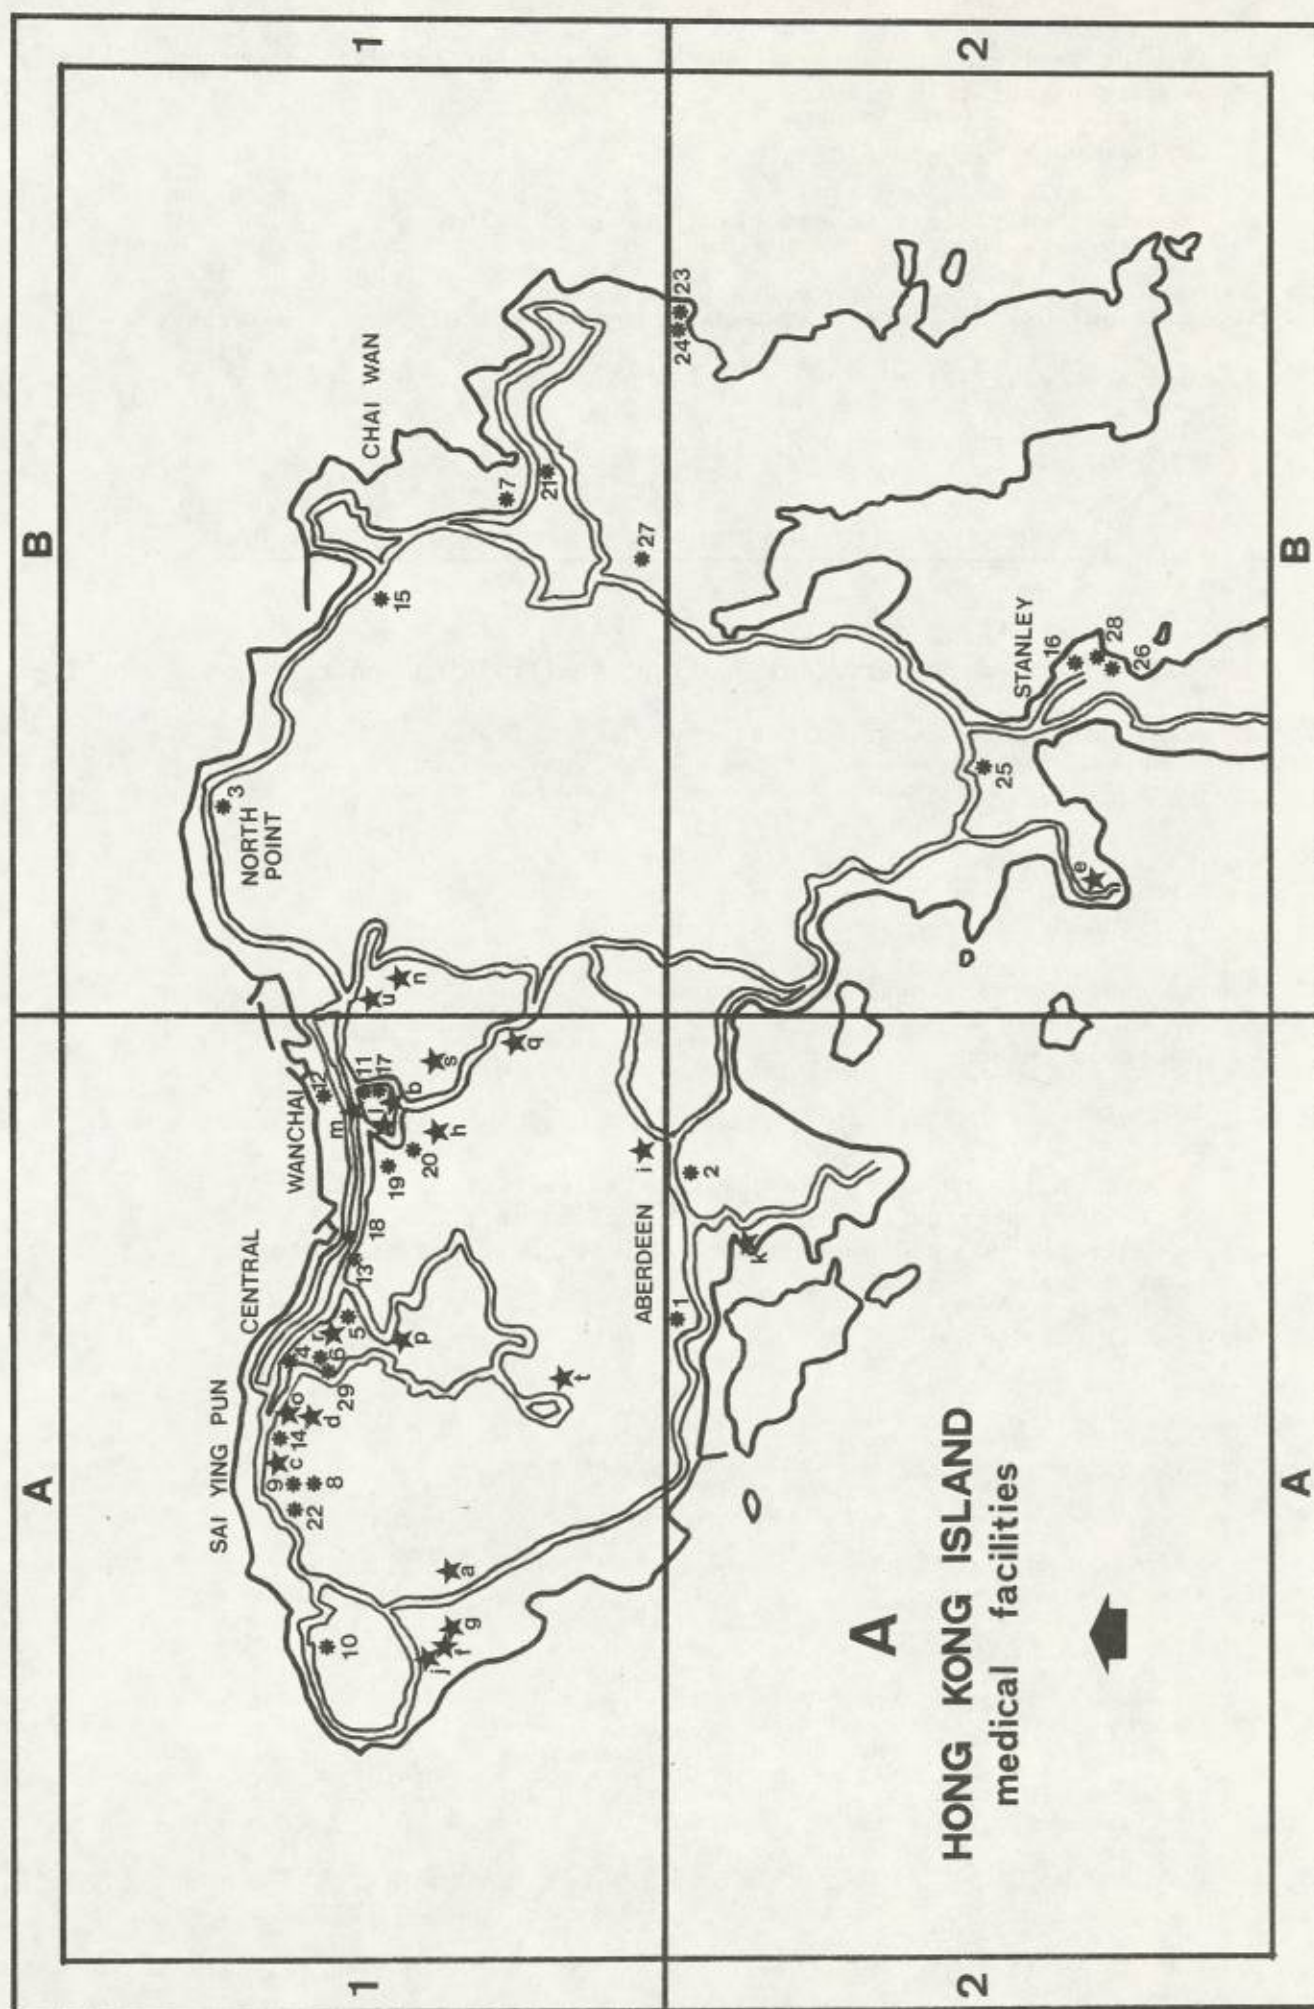 A B
1 1
SAI YING PUN
CENTRAL
WANCHAI
NORTH
POINT
CHAI WAN
3
9
22
14
c
o
4
8
d
29
6
r
5
13
18
12
m
11
17
l
b
19
20
h
s
u
n
15
7
21
27
10
j
f
g
a
p
t
q
i
24
23
ABERDEEN
1
2
k
STANLEY
16
28
26
25
e
A
HONG KONG ISLAND
medical facilities
2 2
A B